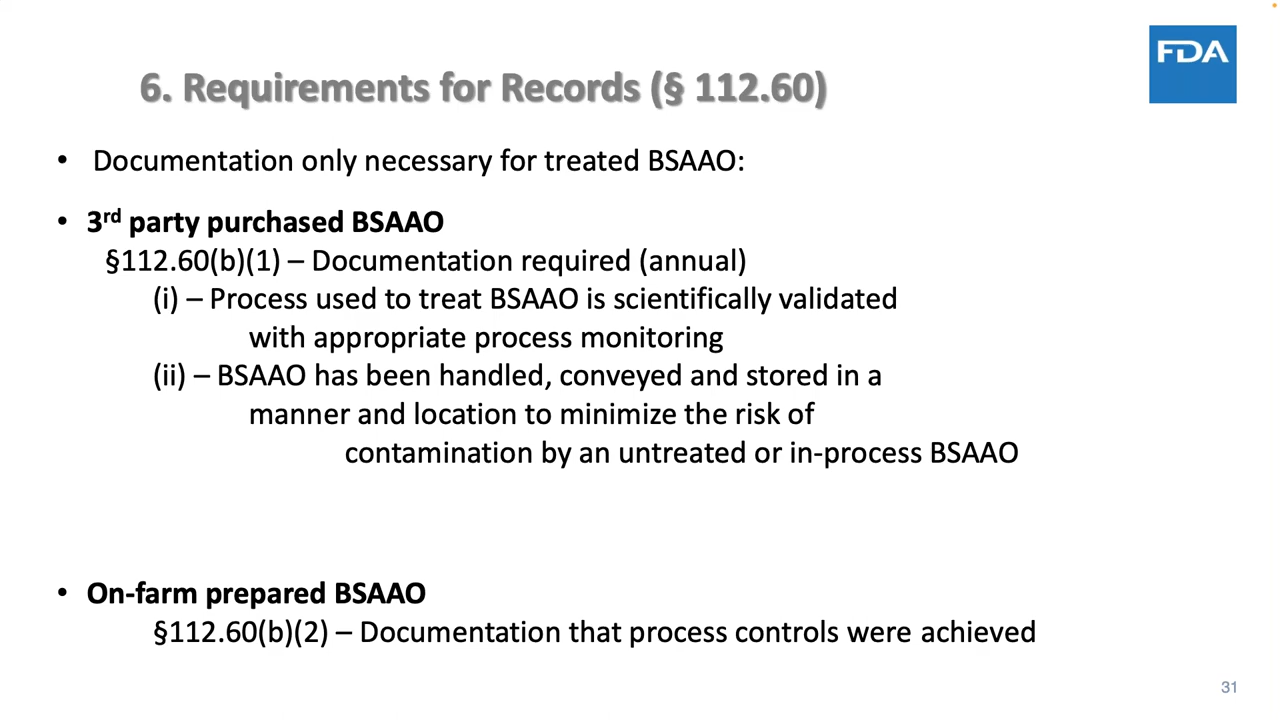 FDA
6. Requirements for Records (§ 112.60)
• Documentation only necessary for treated BSAAO:
• 3rd party purchased BSAAO
§112.60(b)(1) – Documentation required (annual)
(i) – Process used to treat BSAAO is scientifically validated
with appropriate process monitoring
(ii) – BSAAO has been handled, conveyed and stored in a
manner and location to minimize the risk of
contamination by an untreated or in-process BSAAO
• On-farm prepared BSAAO
§112.60(b)(2) – Documentation that process controls were achieved
31